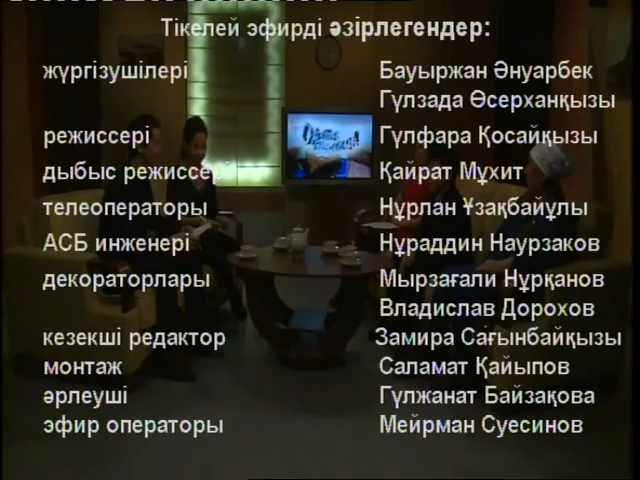 Тікелей эфирді әзірлегендер:
жүргізушілері Бауыржан Әнуарбек
Гүлзада Өсерханқызы
режиссері Гүлфара Қосайқызы
дыбыс режиссері Қайрат Мұхит
телеоператоры Нұрлан Ұзақбайұлы
АСБ инженері Нұраддин Наурзаков
декораторлары Мырзағали Нұрқанов
Владислав Дорохов
кезекші редактор Замира Сағынбайқызы
монтаж Саламат Қайыпов
әрлеуші Гүлжанат Байзақова
эфир операторы Мейрман Суесинов